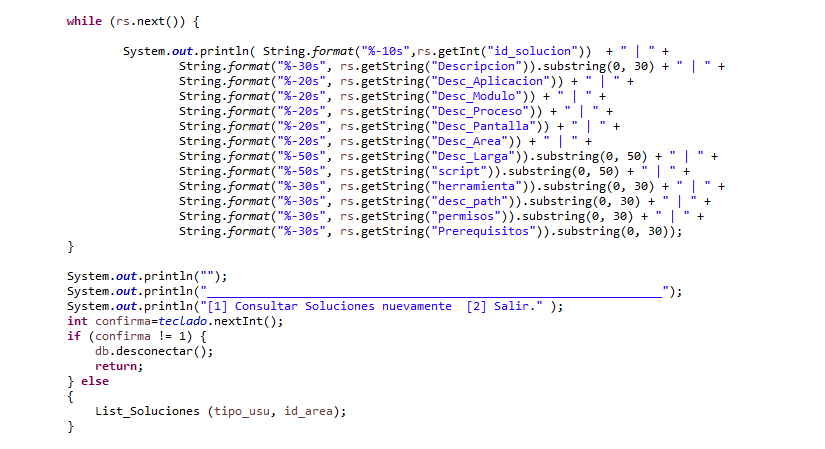 while (rs.next()) {
System.out.println( String.format("%-10s",rs.getInt("id_solucion"))  + " | " +
String.format("%-30s", rs.getString("Descripcion")).substring(0, 30) + " | " +
String.format("%-20s", rs.getString("Desc_Aplicacion")) + " | " +
String.format("%-20s", rs.getString("Desc_Modulo")) + " | " +
String.format("%-20s", rs.getString("Desc_Proceso")) + " | " +
String.format("%-20s", rs.getString("Desc_Pantalla")) + " | " +
String.format("%-20s", rs.getString("Desc_Area")) + " | " +
String.format("%-50s", rs.getString("Desc_Larga")).substring(0, 50) + " | " +
String.format("%-50s", rs.getString("script")).substring(0, 50) + " | " +
String.format("%-30s", rs.getString("herramienta")).substring(0, 30) + " | " +
String.format("%-30s", rs.getString("desc_path")).substring(0, 30) + " | " +
String.format("%-30s", rs.getString("permisos")).substring(0, 30) + " | " +
String.format("%-30s", rs.getString("Prerequisitos")).substring(0, 30));
}
System.out.println("");
System.out.println("_________________________________________________________________");
System.out.println("[1] Consultar Soluciones nuevamente  [2] Salir." );
int confirma=teclado.nextInt();
if (confirma != 1) {
db.desconectar();
return;
} else
{
List_Soluciones (tipo_usu, id_area);
}